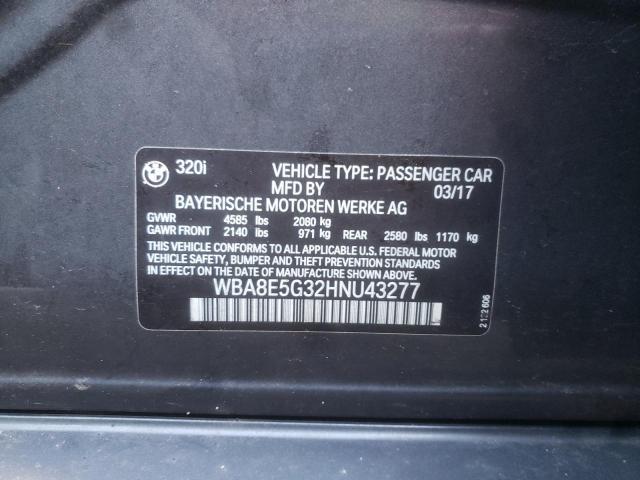 320i VEHICLE TYPE: PASSENGER CAR
MFD BY 03/17
BAYERISCHE MOTOREN WERKE AG
GVWR 4585 lbs 2080 kg
GAWR FRONT 2140 lbs 971 kg REAR 2580 lbs 1170 kg
THIS VEHICLE CONFORMS TO ALL APPLICABLE U.S. FEDERAL MOTOR
VEHICLE SAFETY, BUMPER AND THEFT PREVENTION STANDARDS
IN EFFECT ON THE DATE OF MANUFACTURE SHOWN ABOVE.
WBA8E5G32HNU43277
2122606